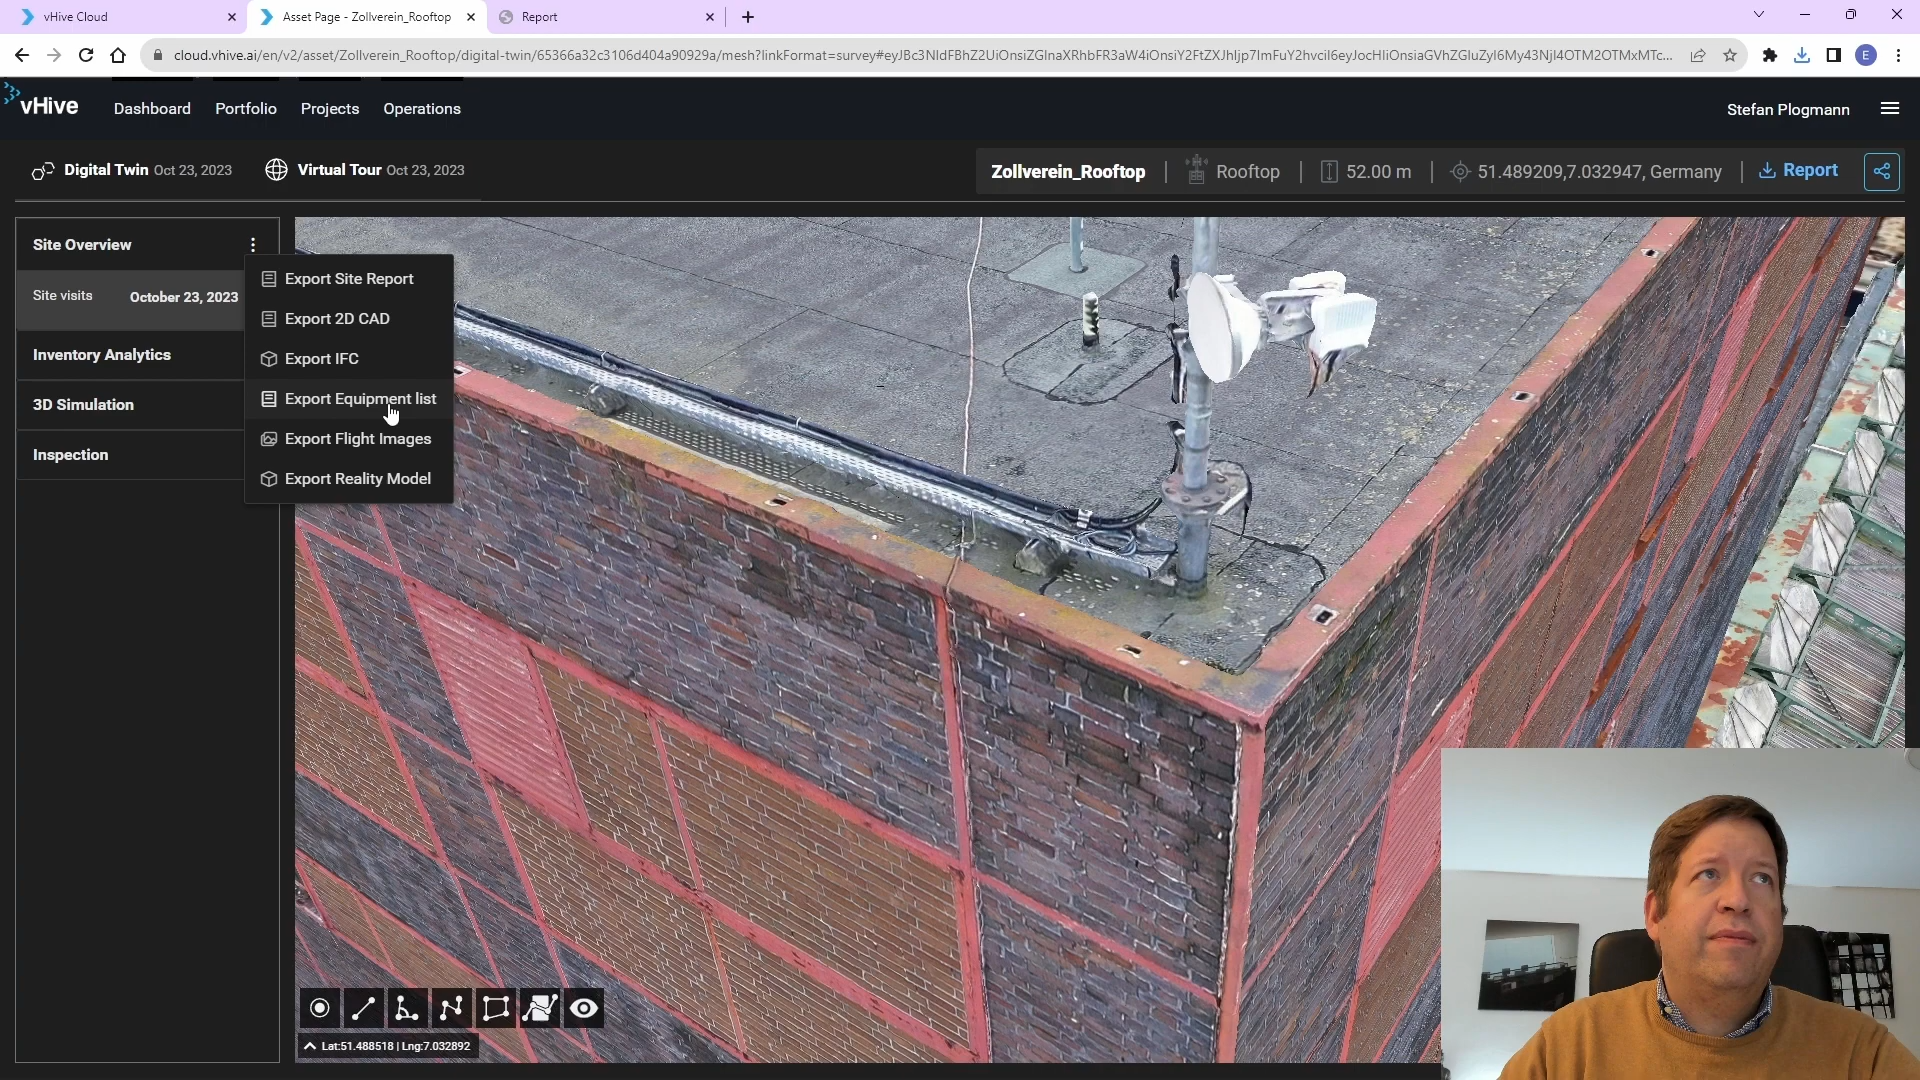 vHive Cloud
Asset Page - Zollverein_Rooftop
Report
cloud.vhive.ai/en/v2/asset/Zollverein_Rooftop/digital-twin/65366a32c3106d404a90929a/mesh?linkFormat=survey#
E
vHive
Dashboard
Portfolio
Projects
Operations
Stefan Plogmann
Digital Twin Oct 23, 2023
Virtual Tour Oct 23, 2023
Zollverein_Rooftop
Rooftop
52.00 m
51.489209,7.032947, Germany
Report
Site Overview
Site visits
October 23, 2023
Inventory Analytics
3D Simulation
Inspection
Export Site Report
Export 2D CAD
Export IFC
Export Equipment list
Export Flight Images
Export Reality Model
Lat:51.488518 | Lng:7.032892